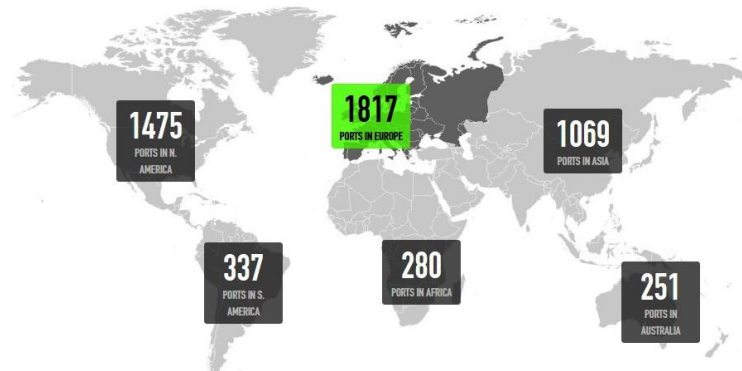 1475
PORTS IN N.
AMERICA
1817
PORTS IN EUROPE
1069
PORTS IN ASIA
337
PORTS IN S.
AMERICA
280
PORTS IN AFRICA
251
PORTS IN
AUSTRALIA